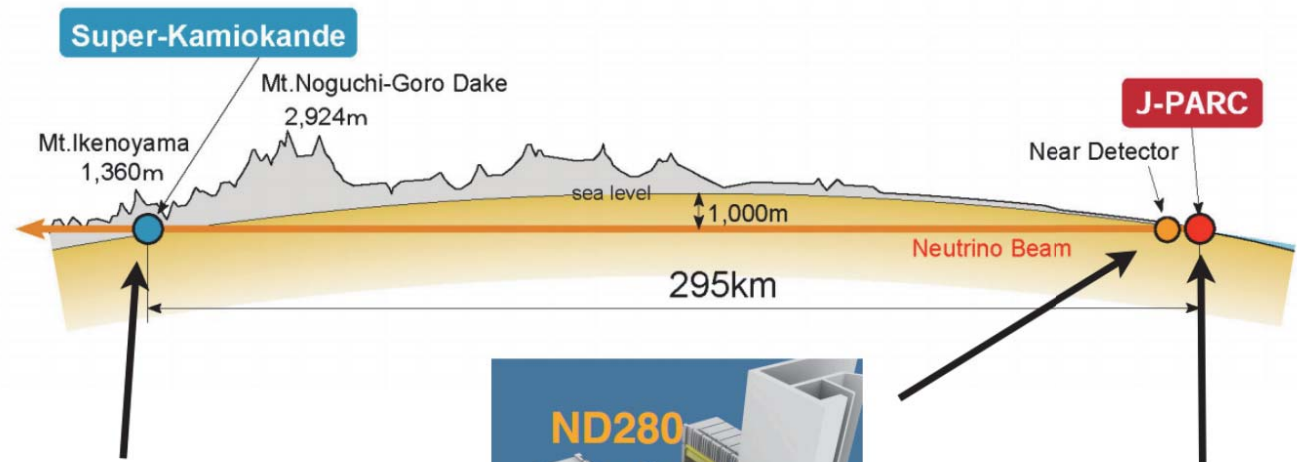 Super-Kamiokande
Mt.Noguchi-Goro Dake
2,924m
J-PARC
Mt.Ikenoyama
1,360m
Near Detector
sea level
1,000m
Neutrino Beam
295km
ND280